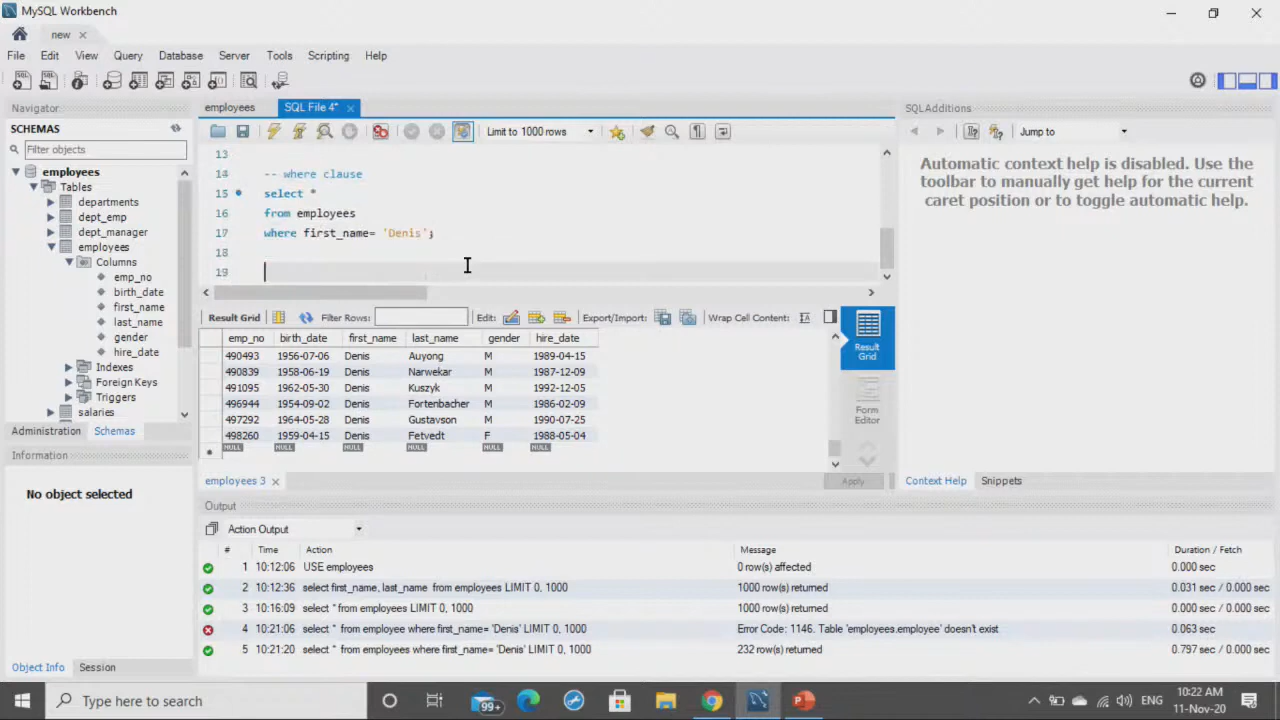 MySQL Workbench
new
File Edit View Query Database Server Tools Scripting Help
Navigator
SCHEMAS
Filter objects
employees
Tables
departments
dept_emp
dept_manager
employees
Columns
emp_no
birth_date
first_name
last_name
gender
hire_date
Indexes
Foreign Keys
Triggers
salaries
Administration Schemas
Information
No object selected
Object Info Session
employees SQL File 4*
Limit to 1000 rows
13
14 -- where clause
15 select *
16 from employees
17 where first_name= 'Denis';
18
19
Result Grid Filter Rows: Edit: Export/Import: Wrap Cell Content:
emp_no birth_date first_name last_name gender hire_date
490493 1956-07-06 Denis Auyong M 1989-04-15
490839 1958-06-19 Denis Narwekar M 1987-12-09
491095 1962-05-30 Denis Kuszyk M 1992-12-05
496944 1954-09-02 Denis Fortenbacher M 1986-02-09
497292 1964-05-28 Denis Gustavson M 1990-07-25
498260 1959-04-15 Denis Fetvedt F 1988-05-04
NULL NULL NULL NULL NULL NULL
Result Grid
Form Editor
employees 3
Apply
SQLAdditions
Jump to
Automatic context help is disabled. Use the
toolbar to manually get help for the current
caret position or to toggle automatic help.
Context Help Snippets
Output
Action Output
# Time Action Message Duration / Fetch
1 10:12:06 USE employees 0 row(s) affected 0.000 sec
2 10:12:36 select first_name, last_name from employees LIMIT 0, 1000 1000 row(s) returned 0.031 sec / 0.000 sec
3 10:16:09 select * from employees LIMIT 0, 1000 1000 row(s) returned 0.000 sec / 0.000 sec
4 10:21:06 select * from employee where first_name= 'Denis' LIMIT 0, 1000 Error Code: 1146. Table 'employees.employee' doesn't exist 0.063 sec
5 10:21:20 select * from employees where first_name= 'Denis' LIMIT 0, 1000 232 row(s) returned 0.797 sec / 0.000 sec
Type here to search
99+
ENG
10:22 AM
11-Nov-20